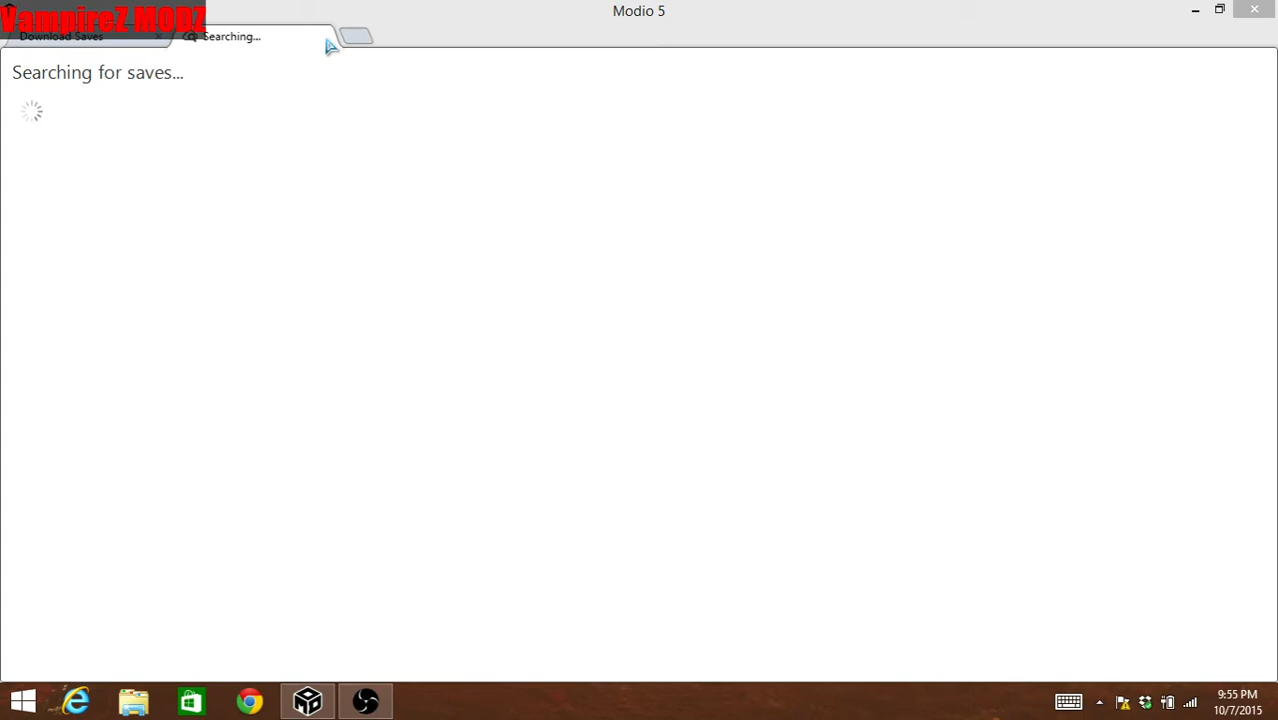 Modio 5
VampireZ MODZ
Download Saves
Searching...
Searching for saves...
9:55 PM
10/7/2015